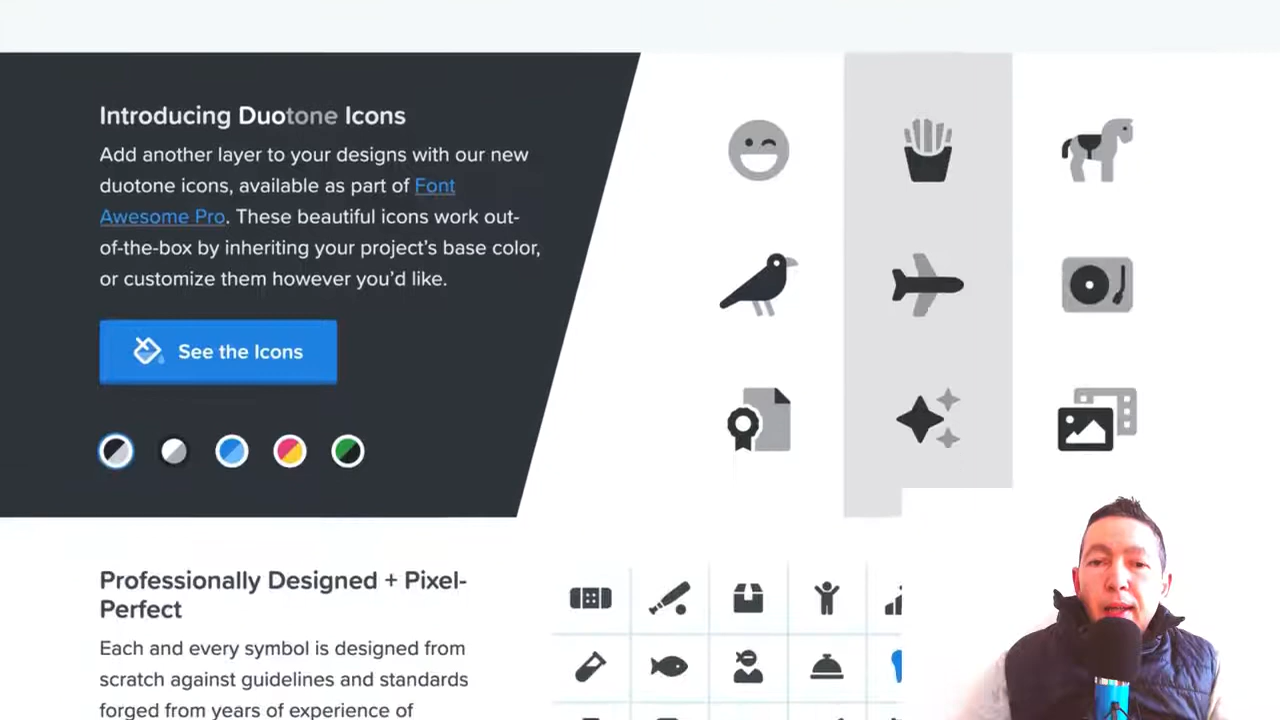 Introducing Duotone Icons
Add another layer to your designs with our new
duotone icons, available as part of Font
Awesome Pro. These beautiful icons work out-
of-the-box by inheriting your project’s base color,
or customize them however you’d like.
See the Icons
Professionally Designed + Pixel-
Perfect
Each and every symbol is designed from
scratch against guidelines and standards
forged from years of experience of